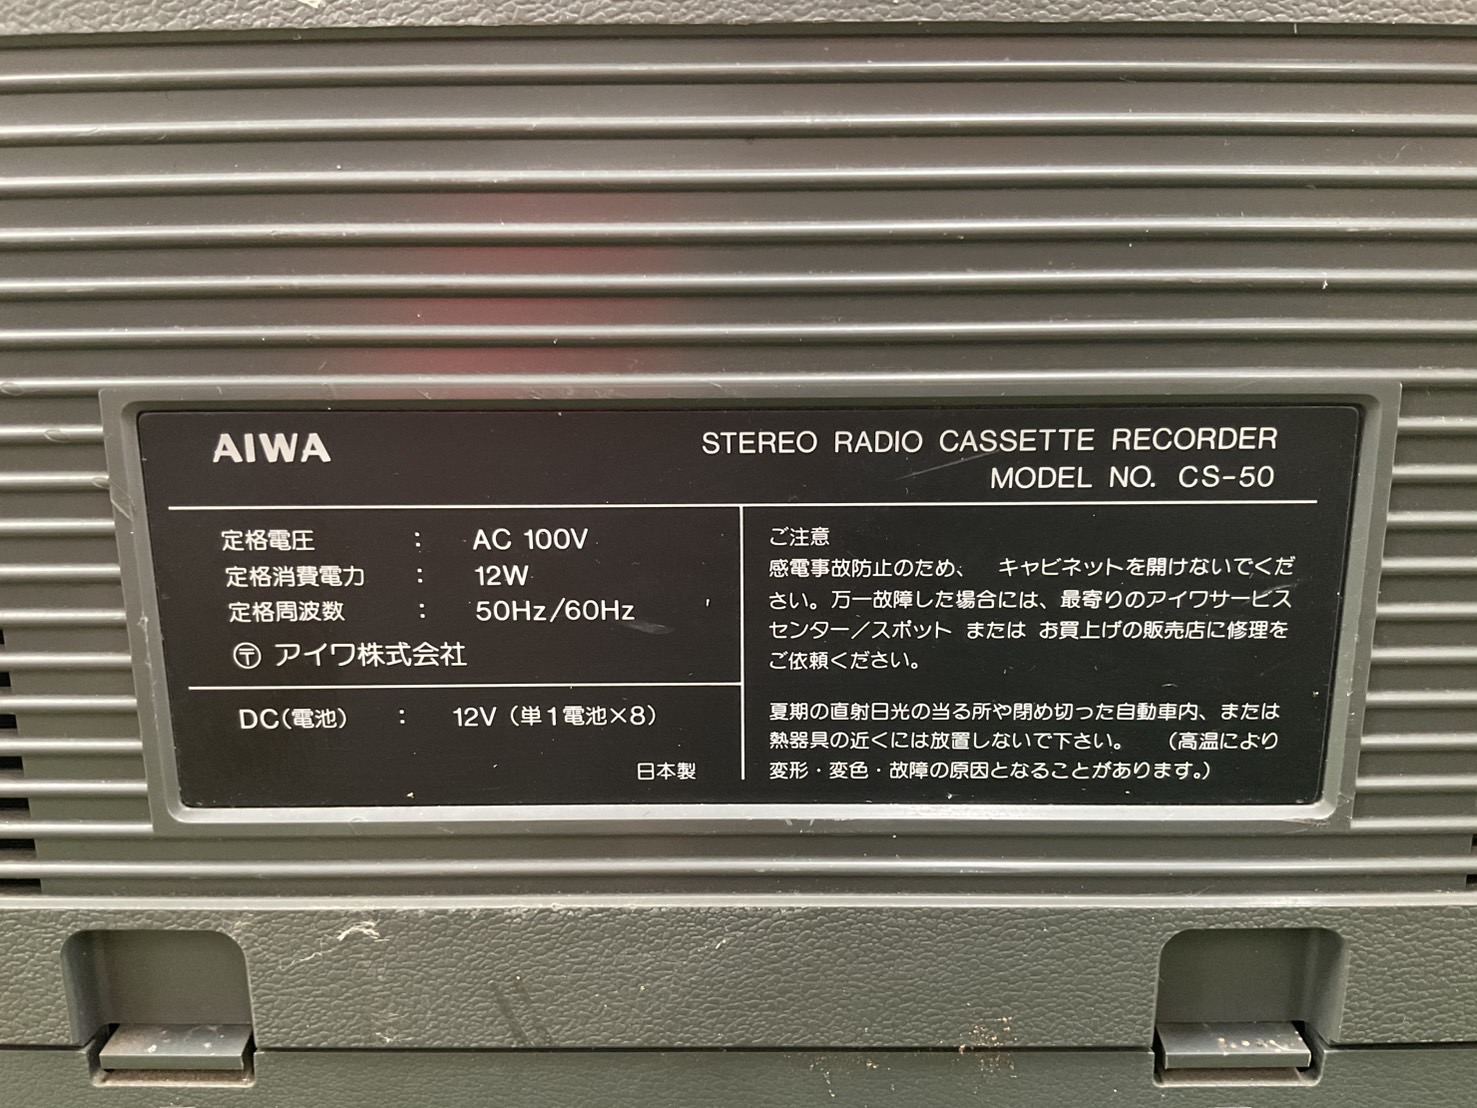 AIWA
STEREO RADIO CASSETTE RECORDER
MODEL NO. CS-50
定格電圧 : AC 100V
定格消費電力 : 12W
定格周波数 : 50Hz/60Hz
〶 アイワ株式会社
DC(電池) : 12V(単1電池×8)
日本製
ご注意
感電事故防止のため、 キャビネットを開けないでくだ
さい。万一故障した場合には、最寄りのアイワサービス
センター/スポット または お買上げの販売店に修理を
ご依頼ください。
夏期の直射日光の当る所や閉め切った自動車内、または
熱器具の近くには放置しないで下さい。 (高温により
変形・変色・故障の原因となることがあります。)